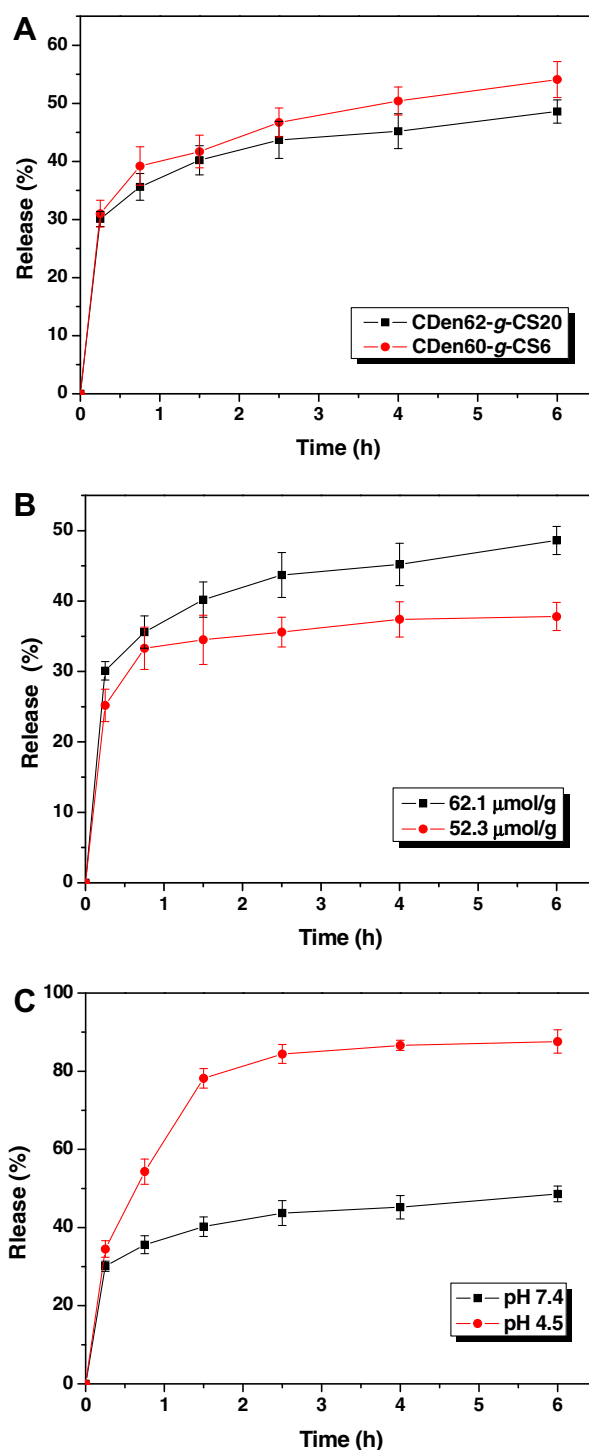 A
60
50
40
30
20
10
0
Release (%)
CDen62-g-CS20
CDen60-g-CS6
0 1 2 3 4 5 6
Time (h)
B
50
40
30
20
10
0
Release (%)
62.1 μmol/g
52.3 μmol/g
0 1 2 3 4 5 6
Time (h)
C
100
80
60
40
20
0
Rlease (%)
pH 7.4
pH 4.5
0 1 2 3 4 5 6
Time (h)